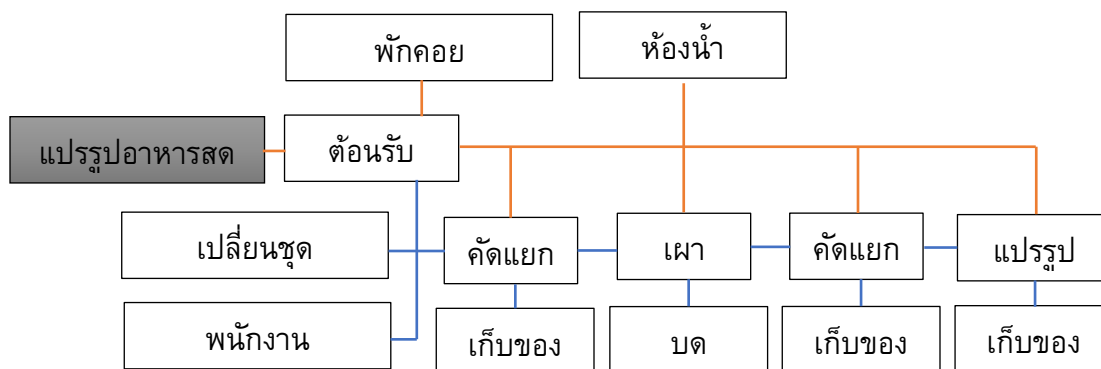 พักคอย
ห้องน้ำ
แปรรูปอาหารสด
ต้อนรับ
เปลี่ยนชุด
คัดแยก
เผา
คัดแยก
แปรรูป
พนักงาน
เก็บของ
บด
เก็บของ
เก็บของ